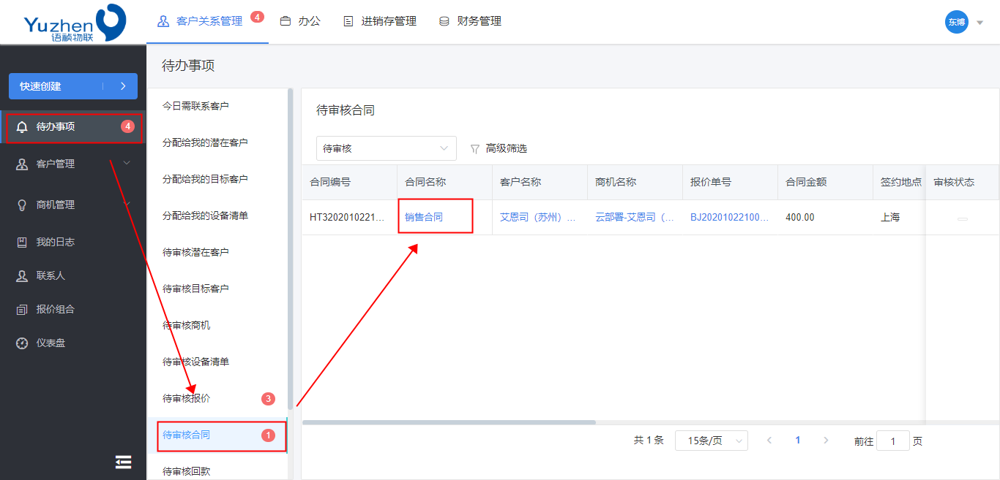 Yuzhen
语祯物联
客户关系管理
4
办公
进销存管理
财务管理
东博
快速创建
待办事项
4
客户管理
商机管理
我的日志
联系人
报价组合
仪表盘
待办事项
今日需联系客户
分配给我的潜在客户
分配给我的目标客户
分配给我的设备清单
待审核潜在客户
待审核目标客户
待审核商机
待审核设备清单
待审核报价
3
待审核合同
1
待审核回款
待审核合同
待审核
高级筛选
合同编号 合同名称 客户名称 商机名称 报价单号 合同金额 签约地点 审核状态
HT3202010221... 销售合同 艾恩司（苏州）... 云部署-艾恩司（... BJ20201022100... 400.00 上海
共 1 条 15条/页 1 前往 1 页